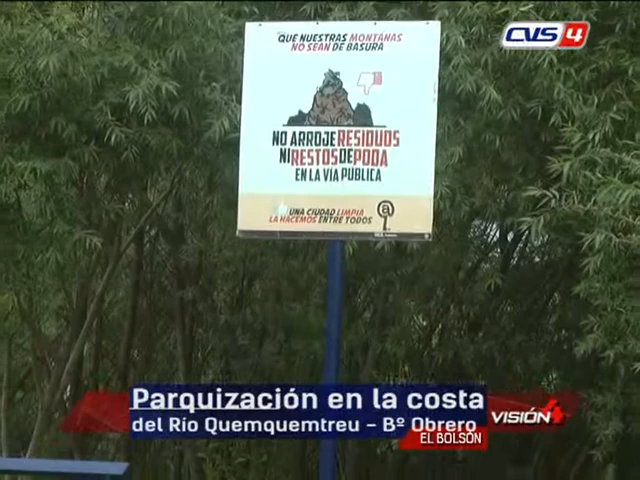 CVS 4
QUE NUESTRAS MONTAÑAS
NO SEAN DE BASURA
NO ARROJE RESIDUOS
NI RESTOS DE PODA
EN LA VÍA PÚBLICA
UNA CIUDAD LIMPIA
LA HACEMOS ENTRE TODOS
Parquización en la costa
del Río Quemquemtreu – Bº Obrero
VISIÓN 4
EL BOLSÓN